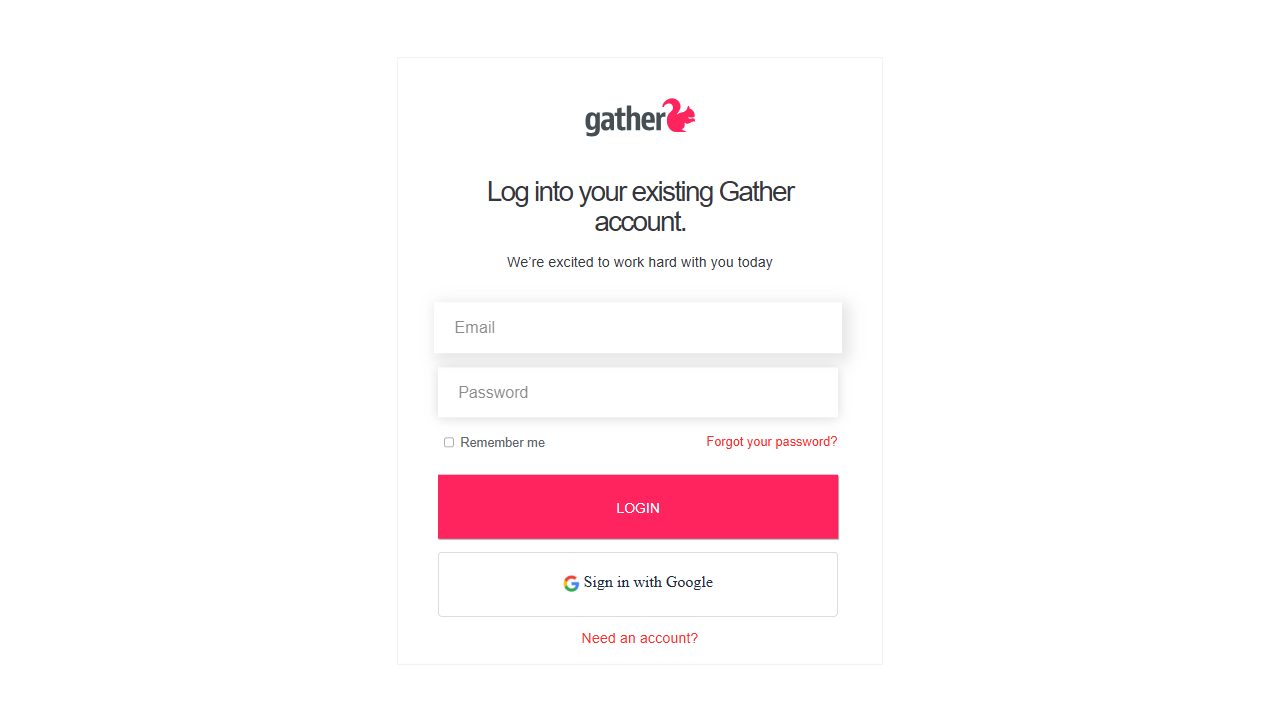 gather
Log into your existing Gather
account.
We’re excited to work hard with you today
Email
Password
Remember me
Forgot your password?
LOGIN
Sign in with Google
Need an account?